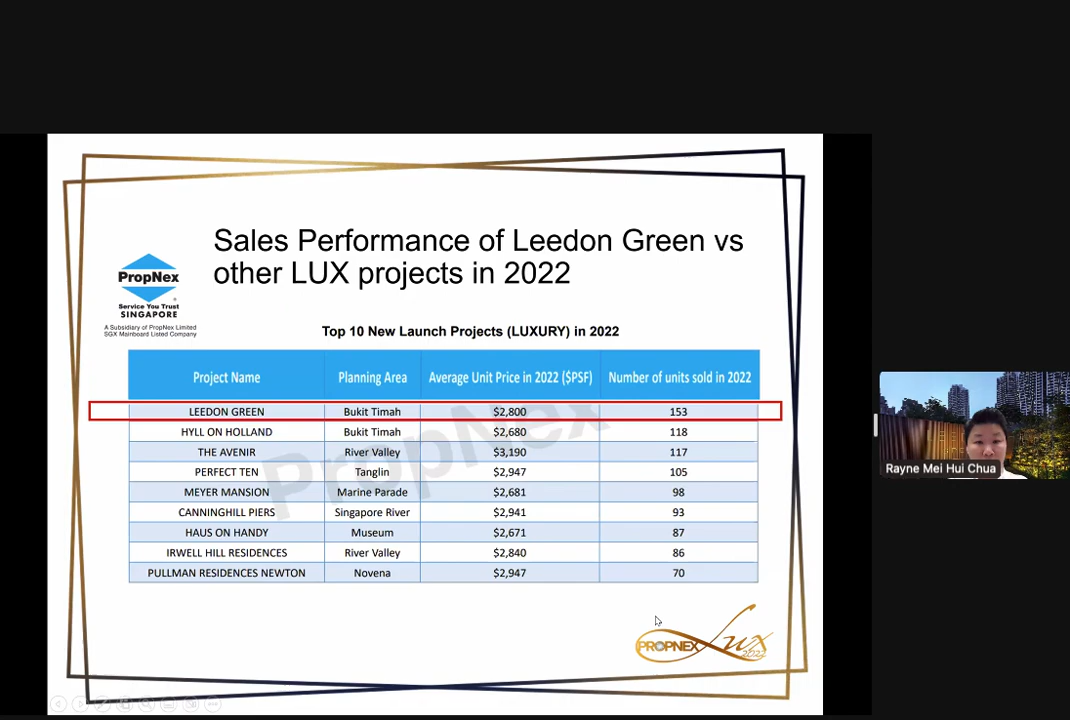 Sales Performance of Leedon Green vs
other LUX projects in 2022
PropNex
Service You Trust
SINGAPORE
A Subsidiary of PropNex Limited
SGX Mainboard Listed Company
Top 10 New Launch Projects (LUXURY) in 2022
Project Name Planning Area Average Unit Price in 2022 ($PSF) Number of units sold in 2022
LEEDON GREEN Bukit Timah $2,800 153
HYLL ON HOLLAND Bukit Timah $2,680 118
THE AVENIR River Valley $3,190 117
PERFECT TEN Tanglin $2,947 105
MEYER MANSION Marine Parade $2,681 98
CANNINGHILL PIERS Singapore River $2,941 93
HAUS ON HANDY Museum $2,671 87
IRWELL HILL RESIDENCES River Valley $2,840 86
PULLMAN RESIDENCES NEWTON Novena $2,947 70
PropNex
PROPNEX Lux
2022
Rayne Mei Hui Chua